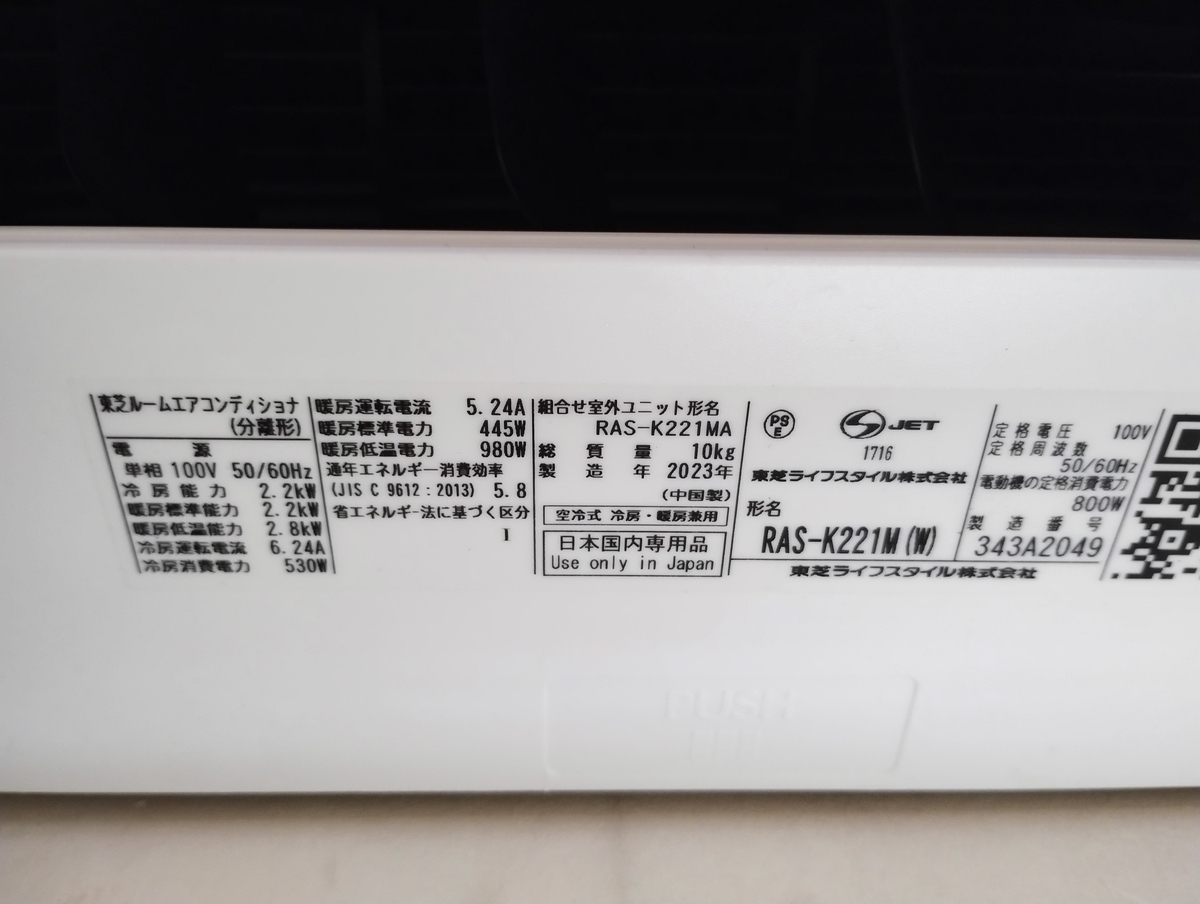 東芝ルームエアコンディショナ
(分離形)
電 源
単相 100V 50/60Hz
冷房能力 2.2kW
暖房標準能力 2.2kW
暖房低温能力 2.8kW
冷房運転電流 6.24A
冷房消費電力 530W
暖房運転電流 5.24A
暖房標準電力 445W
暖房低温電力 980W
通年エネルギー消費効率
(JIS C 9612:2013) 5.8
省エネルギー法に基づく区分
I
組合せ室外ユニット形名
RAS-K221MA
総質量 10kg
製造年 2023年
(中国製)
空冷式 冷房・暖房兼用
日本国内専用品
Use only in Japan
PS
E
JET
1716
東芝ライフスタイル株式会社
形名
RAS-K221M(W)
定格電圧 100V
定格周波数
50/60Hz
電動機の定格消費電力
800W
製造番号
343A2049
東芝ライフスタイル株式会社
PUSH